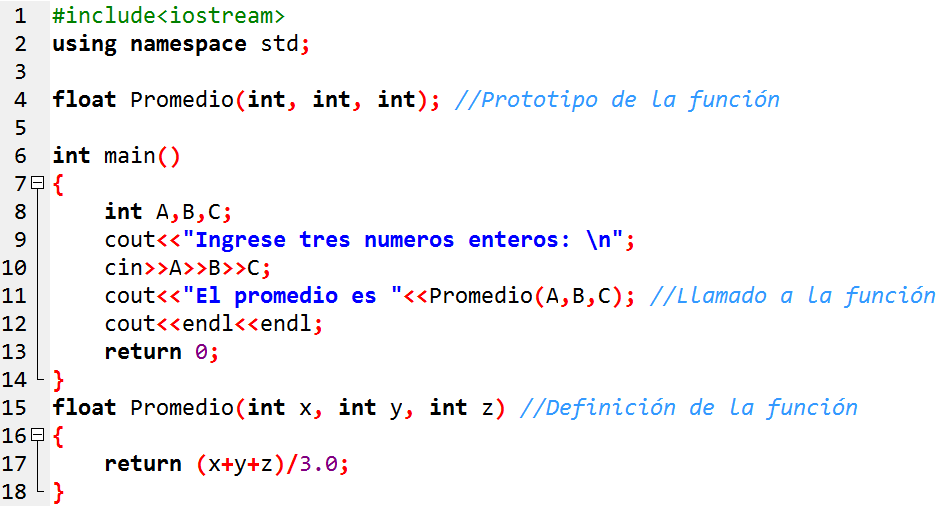 1 #include<iostream>
2 using namespace std;
3
4 float Promedio(int, int, int); //Prototipo de la función
5
6 int main()
7 {
8     int A,B,C;
9     cout<<"Ingrese tres numeros enteros: \n";
10     cin>>A>>B>>C;
11     cout<<"El promedio es "<<Promedio(A,B,C); //Llamado a la función
12     cout<<endl<<endl;
13     return 0;
14 }
15 float Promedio(int x, int y, int z) //Definición de la función
16 {
17     return (x+y+z)/3.0;
18 }